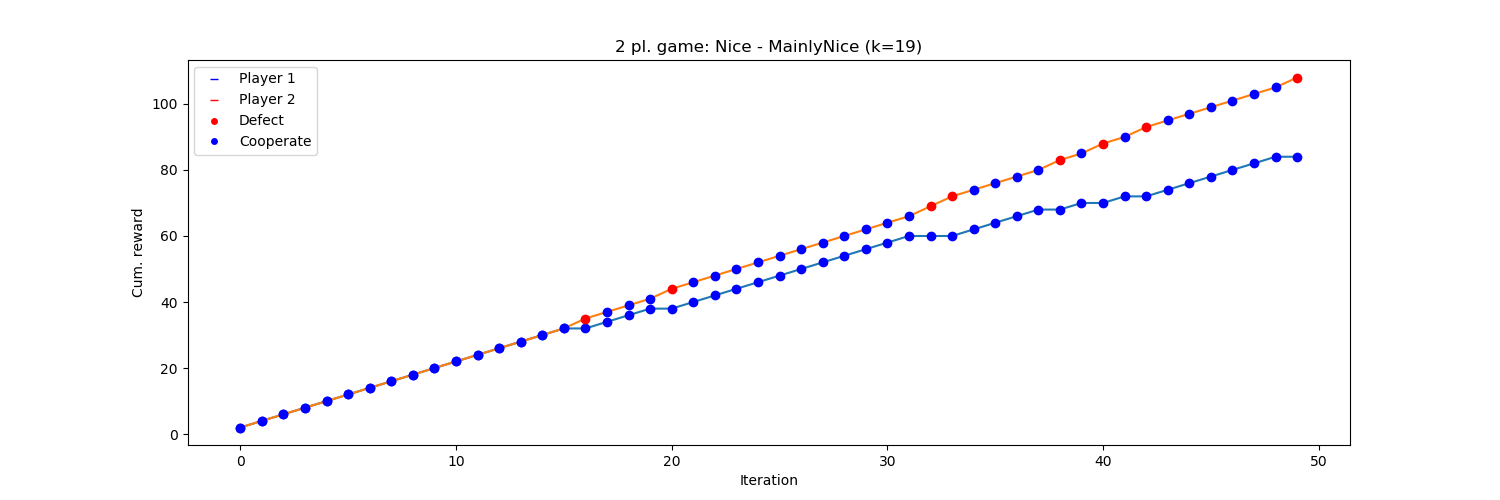 2 pl. game: Nice - MainlyNice (k=19)
Player 1
Player 2
Defect
Cooperate
Cum. reward
100
80
60
40
20
0
0 10 20 30 40 50
Iteration